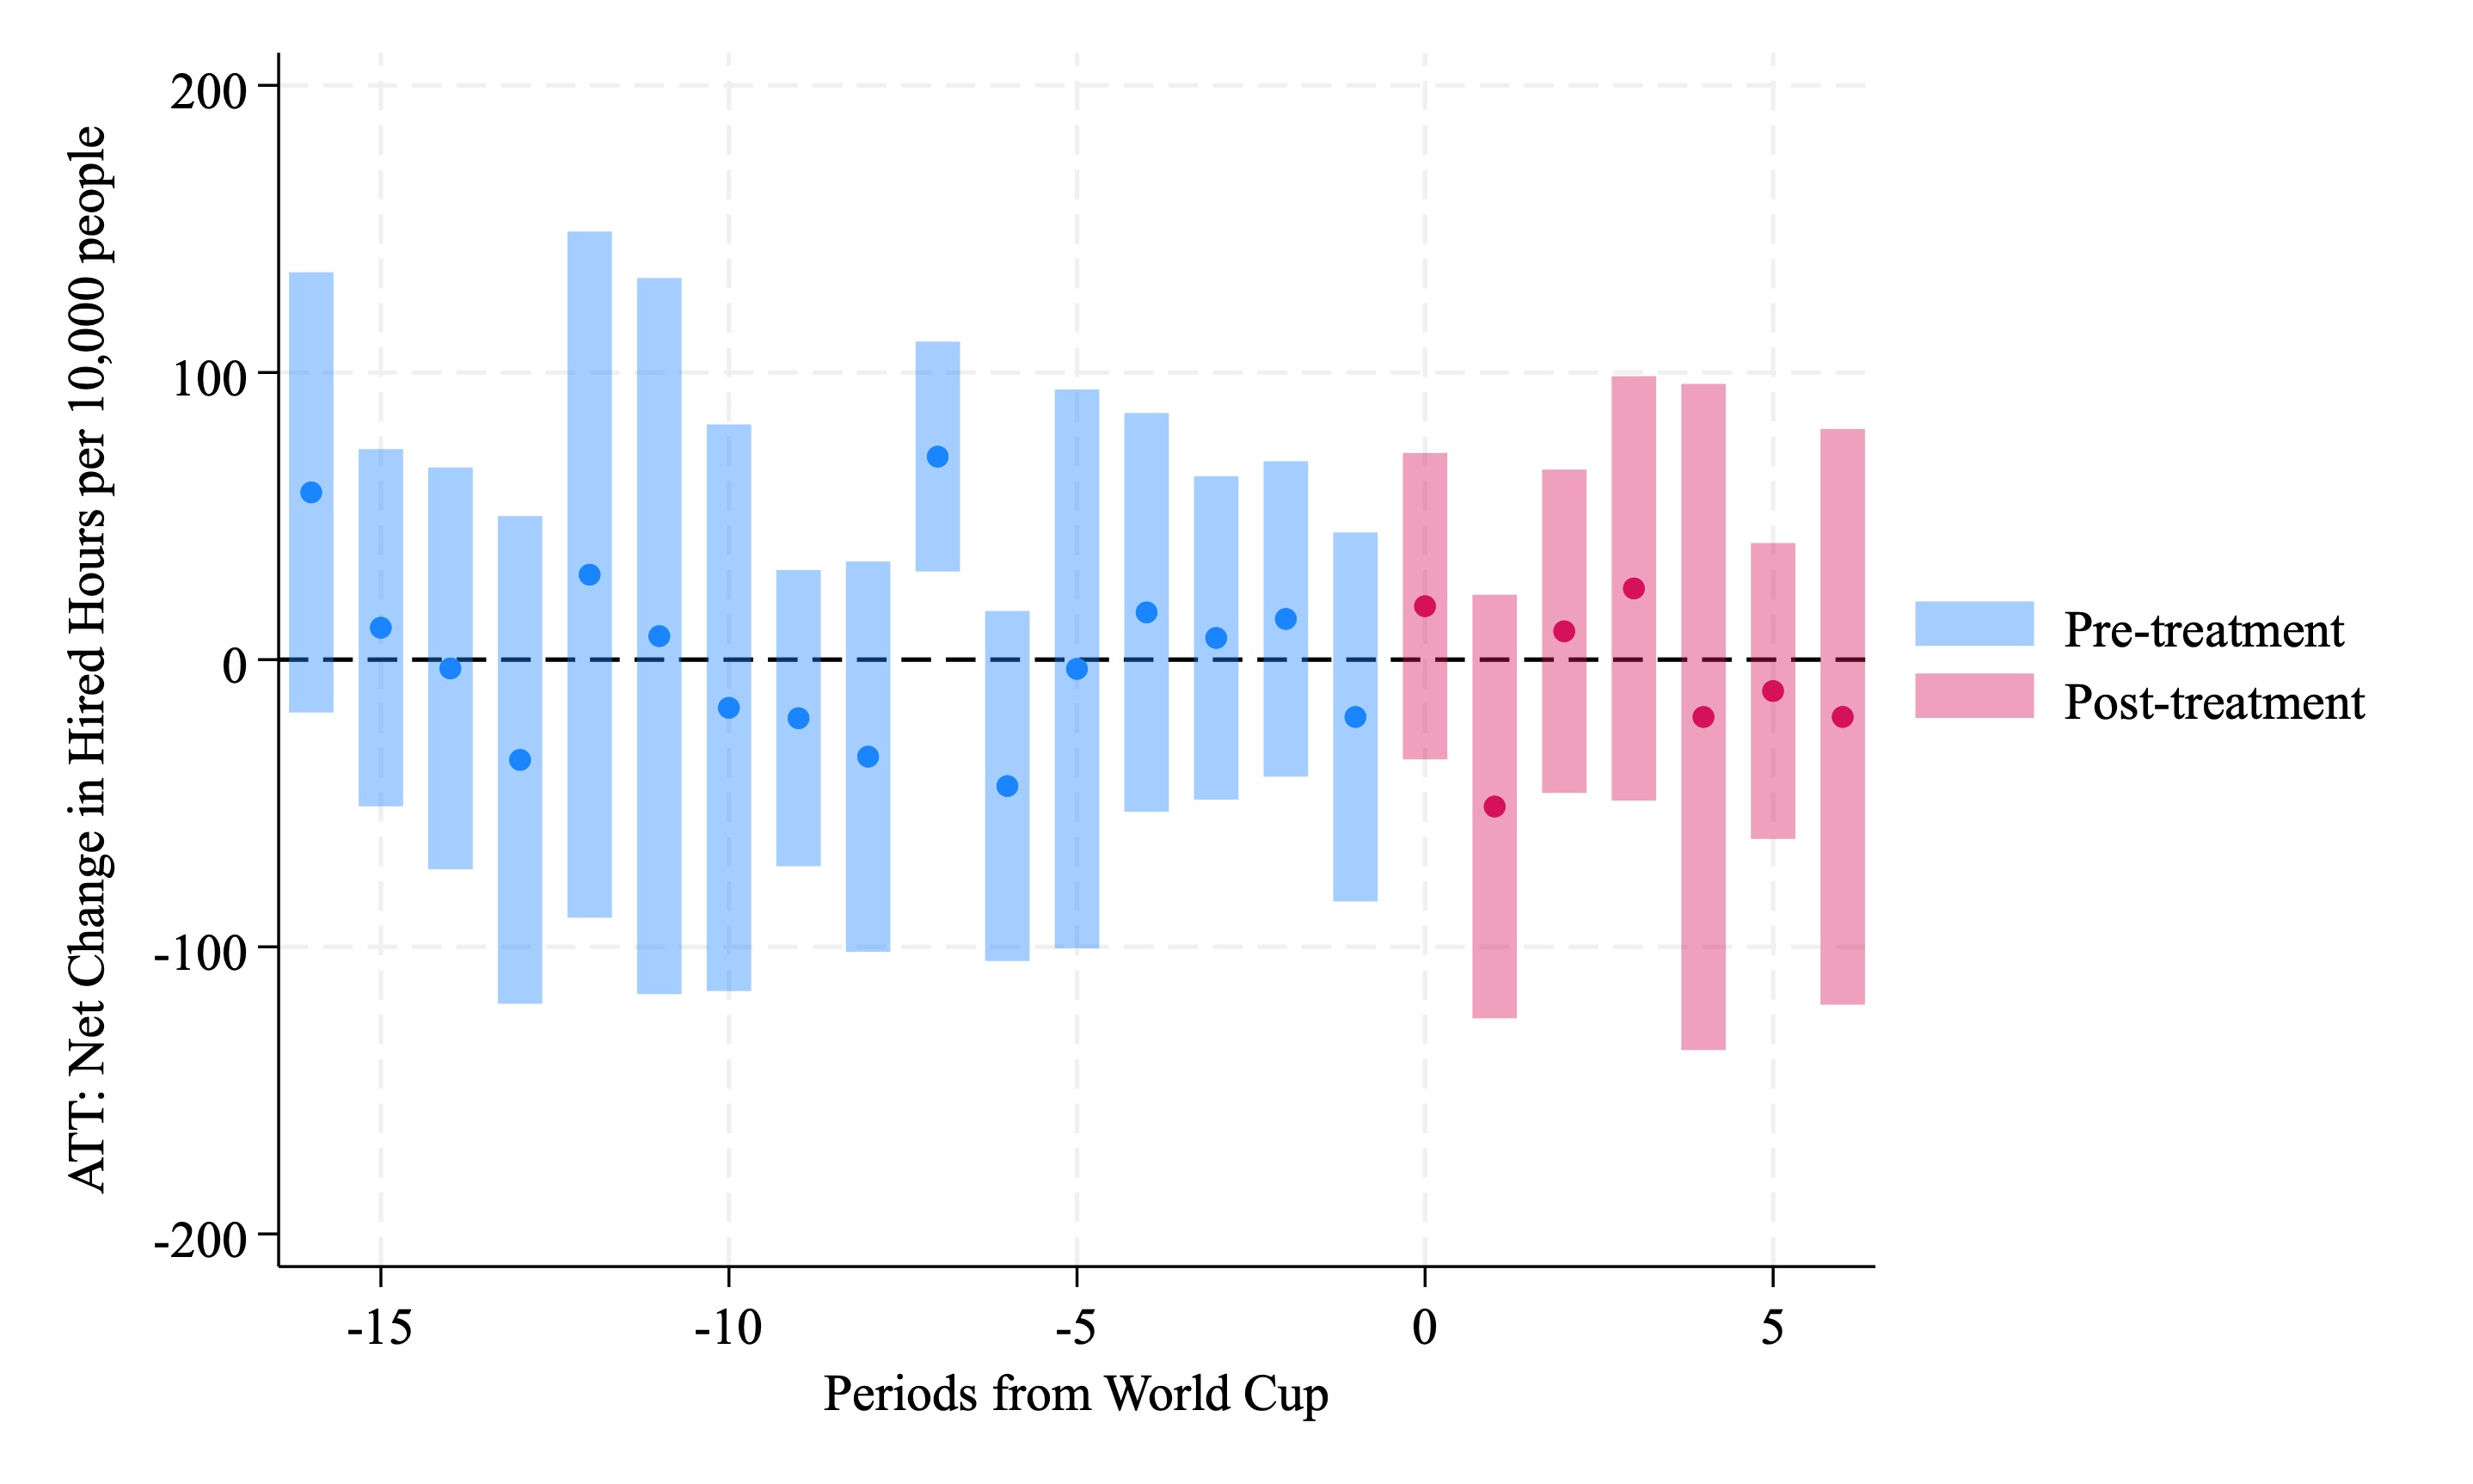 ATT: Net Change in Hired Hours per 10,000 people
200
100
0
-100
-200
-15 -10 -5 0 5
Periods from World Cup
Pre-treatment
Post-treatment